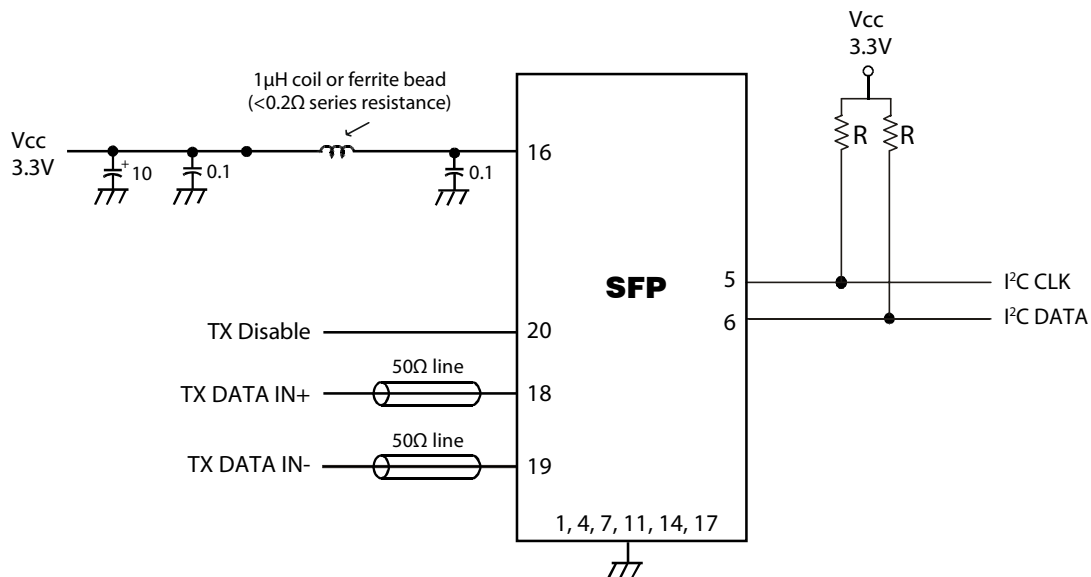 Vcc
3.3V
1µH coil or ferrite bead
(<0.2Ω series resistance)
Vcc
3.3V
+
10
0.1
0.1
16
R
R
SFP
5
I²C CLK
6
I²C DATA
TX Disable
20
50Ω line
TX DATA IN+
18
50Ω line
TX DATA IN-
19
1, 4, 7, 11, 14, 17